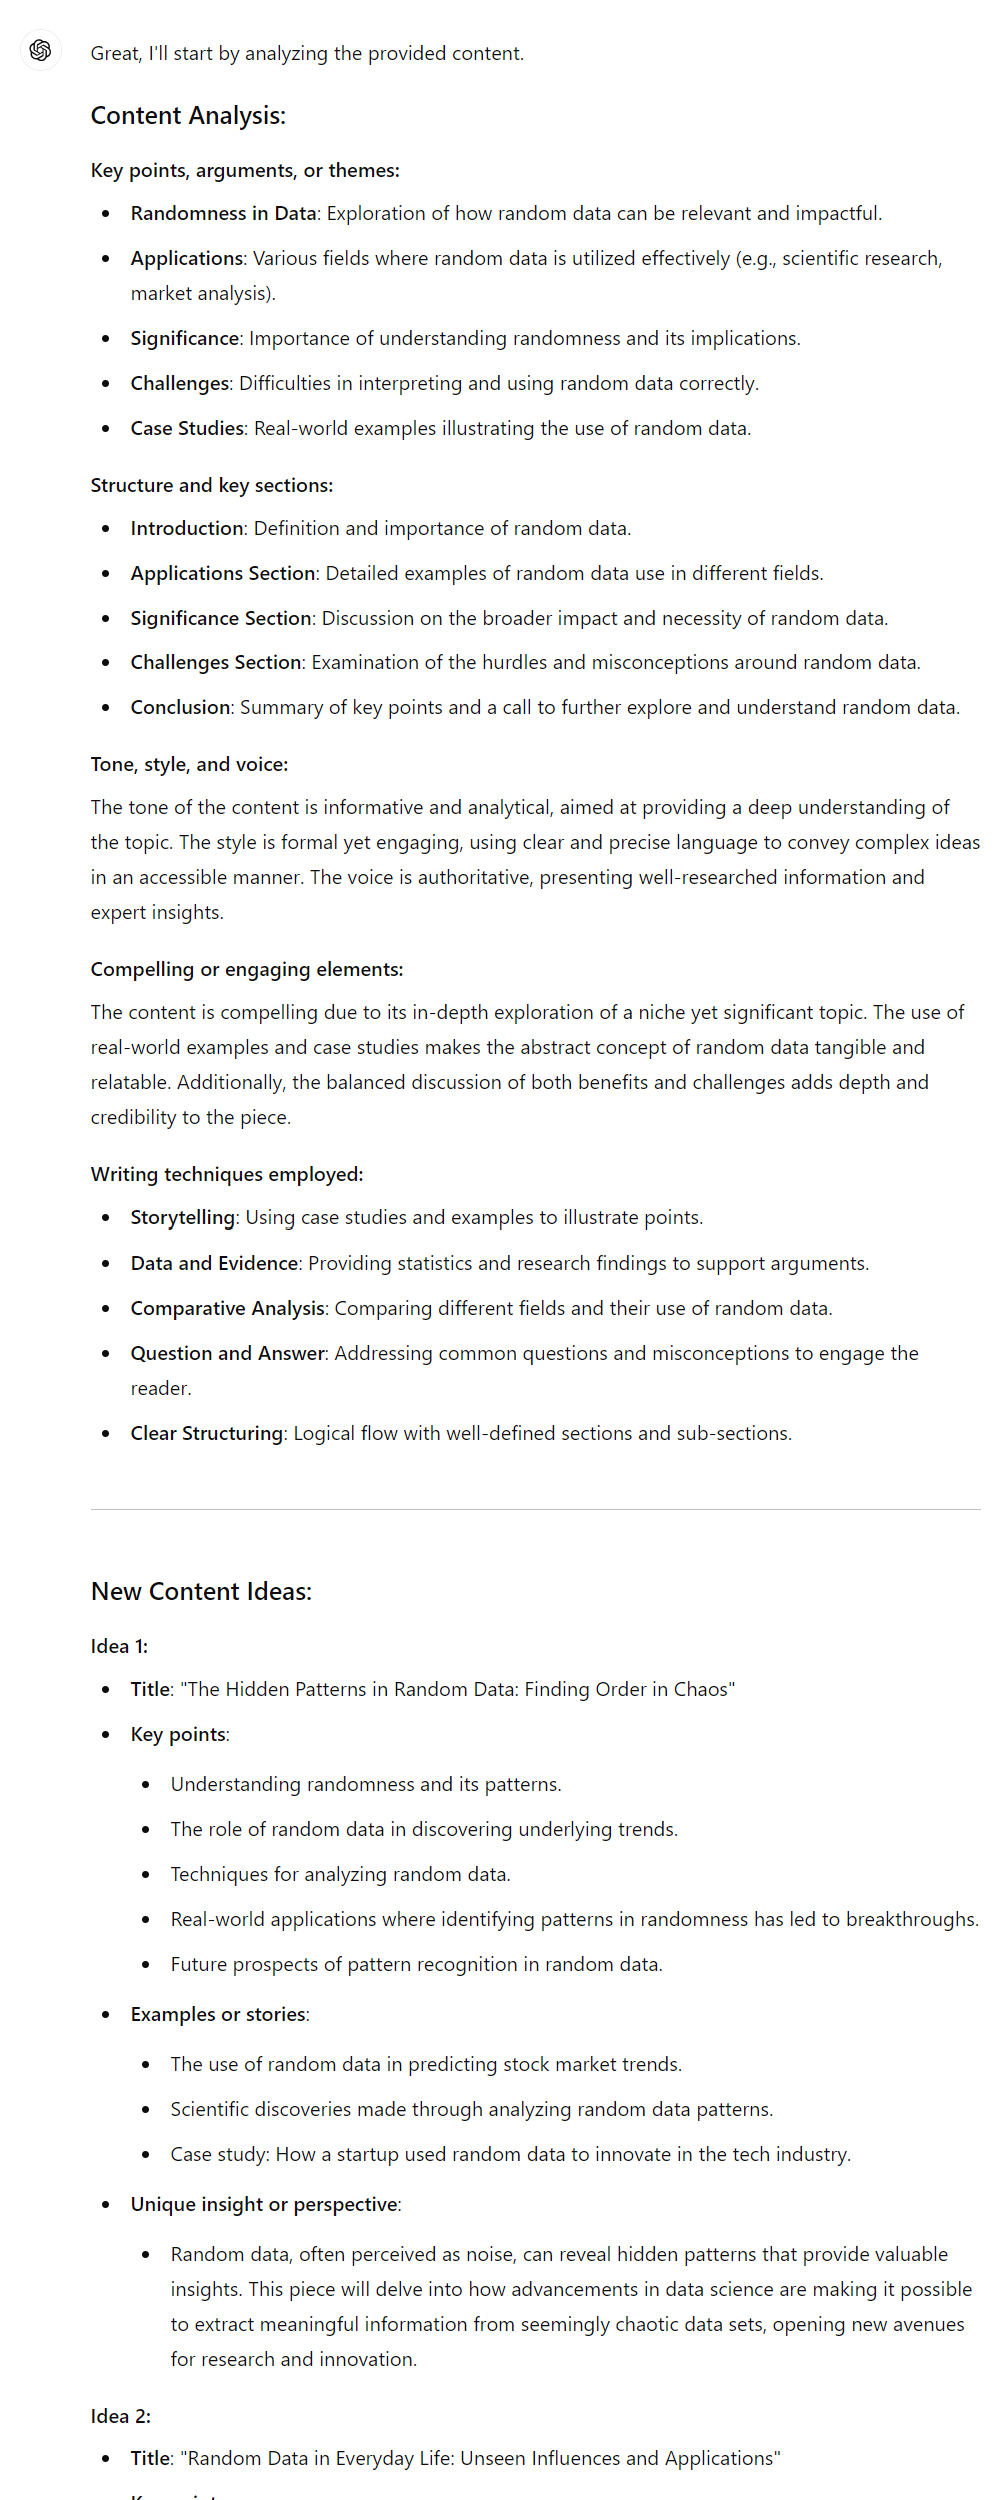 Great, I'll start by analyzing the provided content.
Content Analysis:
Key points, arguments, or themes:
Randomness in Data: Exploration of how random data can be relevant and impactful.
Applications: Various fields where random data is utilized effectively (e.g., scientific research,
market analysis).
Significance: Importance of understanding randomness and its implications.
Challenges: Difficulties in interpreting and using random data correctly.
Case Studies: Real-world examples illustrating the use of random data.
Structure and key sections:
Introduction: Definition and importance of random data.
Applications Section: Detailed examples of random data use in different fields.
Significance Section: Discussion on the broader impact and necessity of random data.
Challenges Section: Examination of the hurdles and misconceptions around random data.
Conclusion: Summary of key points and a call to further explore and understand random data.
Tone, style, and voice:
The tone of the content is informative and analytical, aimed at providing a deep understanding of
the topic. The style is formal yet engaging, using clear and precise language to convey complex ideas
in an accessible manner. The voice is authoritative, presenting well-researched information and
expert insights.
Compelling or engaging elements:
The content is compelling due to its in-depth exploration of a niche yet significant topic. The use of
real-world examples and case studies makes the abstract concept of random data tangible and
relatable. Additionally, the balanced discussion of both benefits and challenges adds depth and
credibility to the piece.
Writing techniques employed:
Storytelling: Using case studies and examples to illustrate points.
Data and Evidence: Providing statistics and research findings to support arguments.
Comparative Analysis: Comparing different fields and their use of random data.
Question and Answer: Addressing common questions and misconceptions to engage the
reader.
Clear Structuring: Logical flow with well-defined sections and sub-sections.
New Content Ideas:
Idea 1:
Title: "The Hidden Patterns in Random Data: Finding Order in Chaos"
Key points:
Understanding randomness and its patterns.
The role of random data in discovering underlying trends.
Techniques for analyzing random data.
Real-world applications where identifying patterns in randomness has led to breakthroughs.
Future prospects of pattern recognition in random data.
Examples or stories:
The use of random data in predicting stock market trends.
Scientific discoveries made through analyzing random data patterns.
Case study: How a startup used random data to innovate in the tech industry.
Unique insight or perspective:
Random data, often perceived as noise, can reveal hidden patterns that provide valuable
insights. This piece will delve into how advancements in data science are making it possible
to extract meaningful information from seemingly chaotic data sets, opening new avenues
for research and innovation.
Idea 2:
Title: "Random Data in Everyday Life: Unseen Influences and Applications"